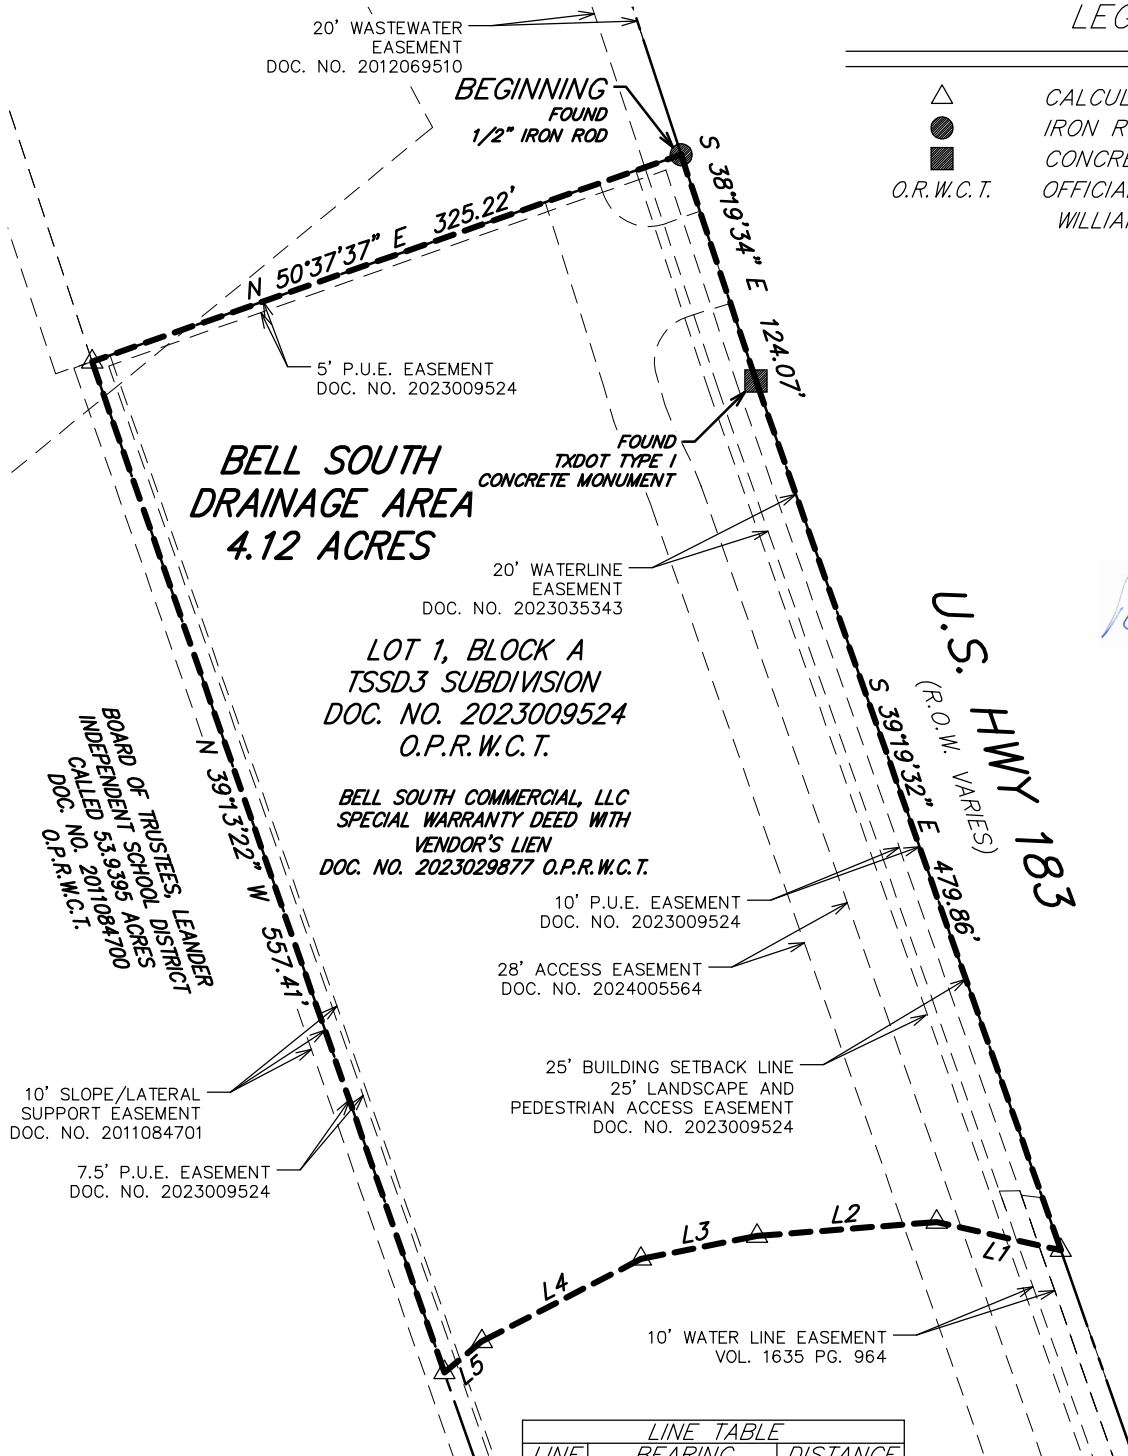 20' WASTEWATER
EASEMENT
DOC. NO. 2012069510
BEGINNING
FOUND
1/2" IRON ROD
O.R.W.C.T.
S 38°19'34" E 124.07'
N 50°37'37" E 325.22'
5' P.U.E. EASEMENT
DOC. NO. 2023009524
BELL SOUTH
DRAINAGE AREA
4.12 ACRES
FOUND
TXDOT TYPE I
CONCRETE MONUMENT
20' WATERLINE
EASEMENT
DOC. NO. 2023035343
LOT 1, BLOCK A
TSSD3 SUBDIVISION
DOC. NO. 2023009524
O.P.R.W.C.T.
BELL SOUTH COMMERCIAL, LLC
SPECIAL WARRANTY DEED WITH
VENDOR'S LIEN
DOC. NO. 2023029877 O.P.R.W.C.T.
U.S. HWY 183
(R.O.W. VARIES)
S 39°19'32" E 479.86'
BOARD OF TRUSTEES, LEANDER
INDEPENDENT SCHOOL DISTRICT
CALLED 53.9395 ACRES
DOC. NO. 2011084700
O.P.R.W.C.T.
N 39°13'22" W 557.41'
10' P.U.E. EASEMENT
DOC. NO. 2023009524
28' ACCESS EASEMENT
DOC. NO. 2024005564
25' BUILDING SETBACK LINE
25' LANDSCAPE AND
PEDESTRIAN ACCESS EASEMENT
DOC. NO. 2023009524
10' SLOPE/LATERAL
SUPPORT EASEMENT
DOC. NO. 2011084701
7.5' P.U.E. EASEMENT
DOC. NO. 2023009524
L1
L2
L3
L4
L5
10' WATER LINE EASEMENT
VOL. 1635 PG. 964
LINE TABLE
LINE BEARING DISTANCE